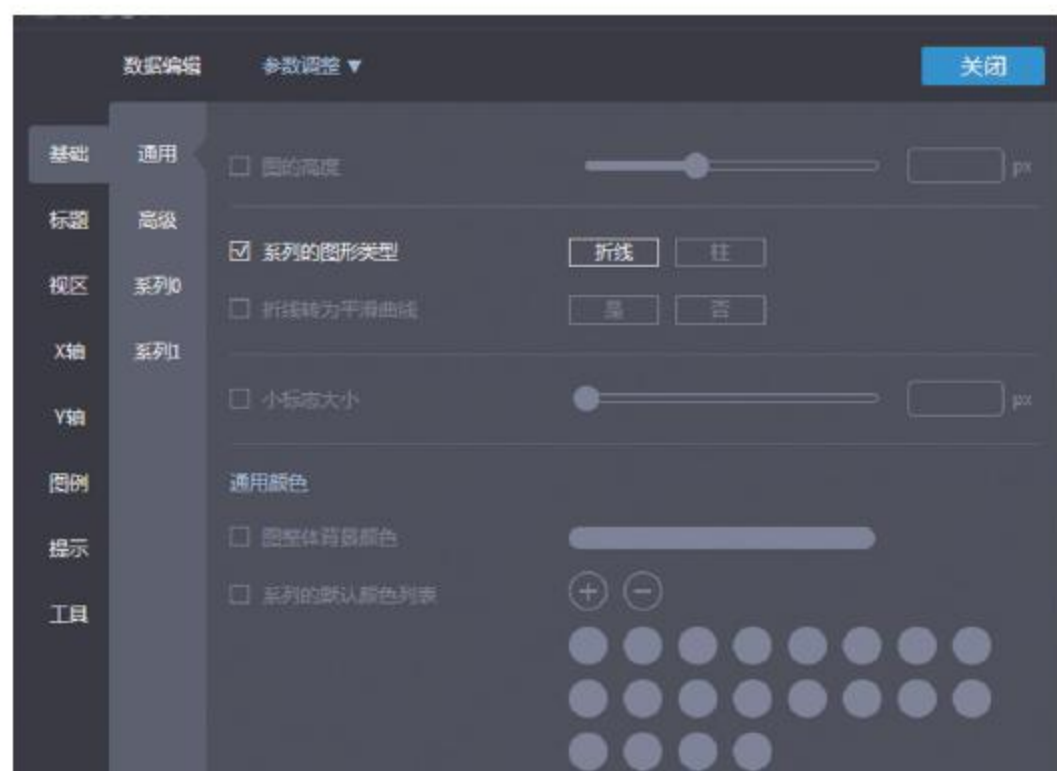 数据编辑 参数调整▼ 关闭
基础 通用 图的高度 px
标题 高级
系列的图形类型 折线 柱
视区 系列0
折线转为平滑曲线 是 否
X轴 系列1
小标志大小 px
Y轴
图例 通用颜色
提示 图整体背景颜色
系列的默认颜色列表
工具